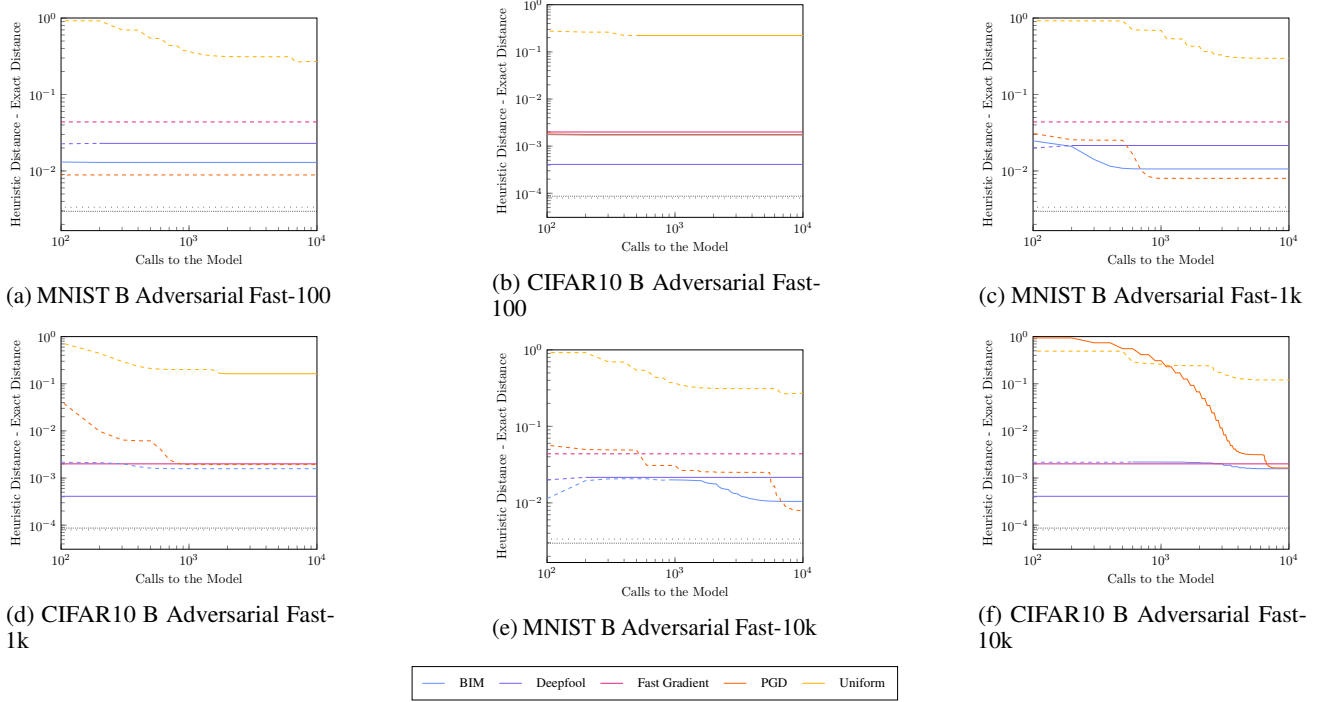 10^0
10^-1
10^-2
Heuristic Distance - Exact Distance
10^2
10^3
10^4
Calls to the Model
(a) MNIST B Adversarial Fast-100
10^0
10^-1
10^-2
10^-3
10^-4
Heuristic Distance - Exact Distance
10^2
10^3
10^4
Calls to the Model
(b) CIFAR10 B Adversarial Fast-
100
10^0
10^-1
10^-2
Heuristic Distance - Exact Distance
10^2
10^3
10^4
Calls to the Model
(c) MNIST B Adversarial Fast-1k
10^0
10^-1
10^-2
10^-3
10^-4
Heuristic Distance - Exact Distance
10^2
10^3
10^4
Calls to the Model
(d) CIFAR10 B Adversarial Fast-
1k
10^0
10^-1
10^-2
Heuristic Distance - Exact Distance
10^2
10^3
10^4
Calls to the Model
(e) MNIST B Adversarial Fast-10k
10^0
10^-1
10^-2
10^-3
10^-4
Heuristic Distance - Exact Distance
10^2
10^3
10^4
Calls to the Model
(f) CIFAR10 B Adversarial Fast-
10k
BIM Deepfool Fast Gradient PGD Uniform